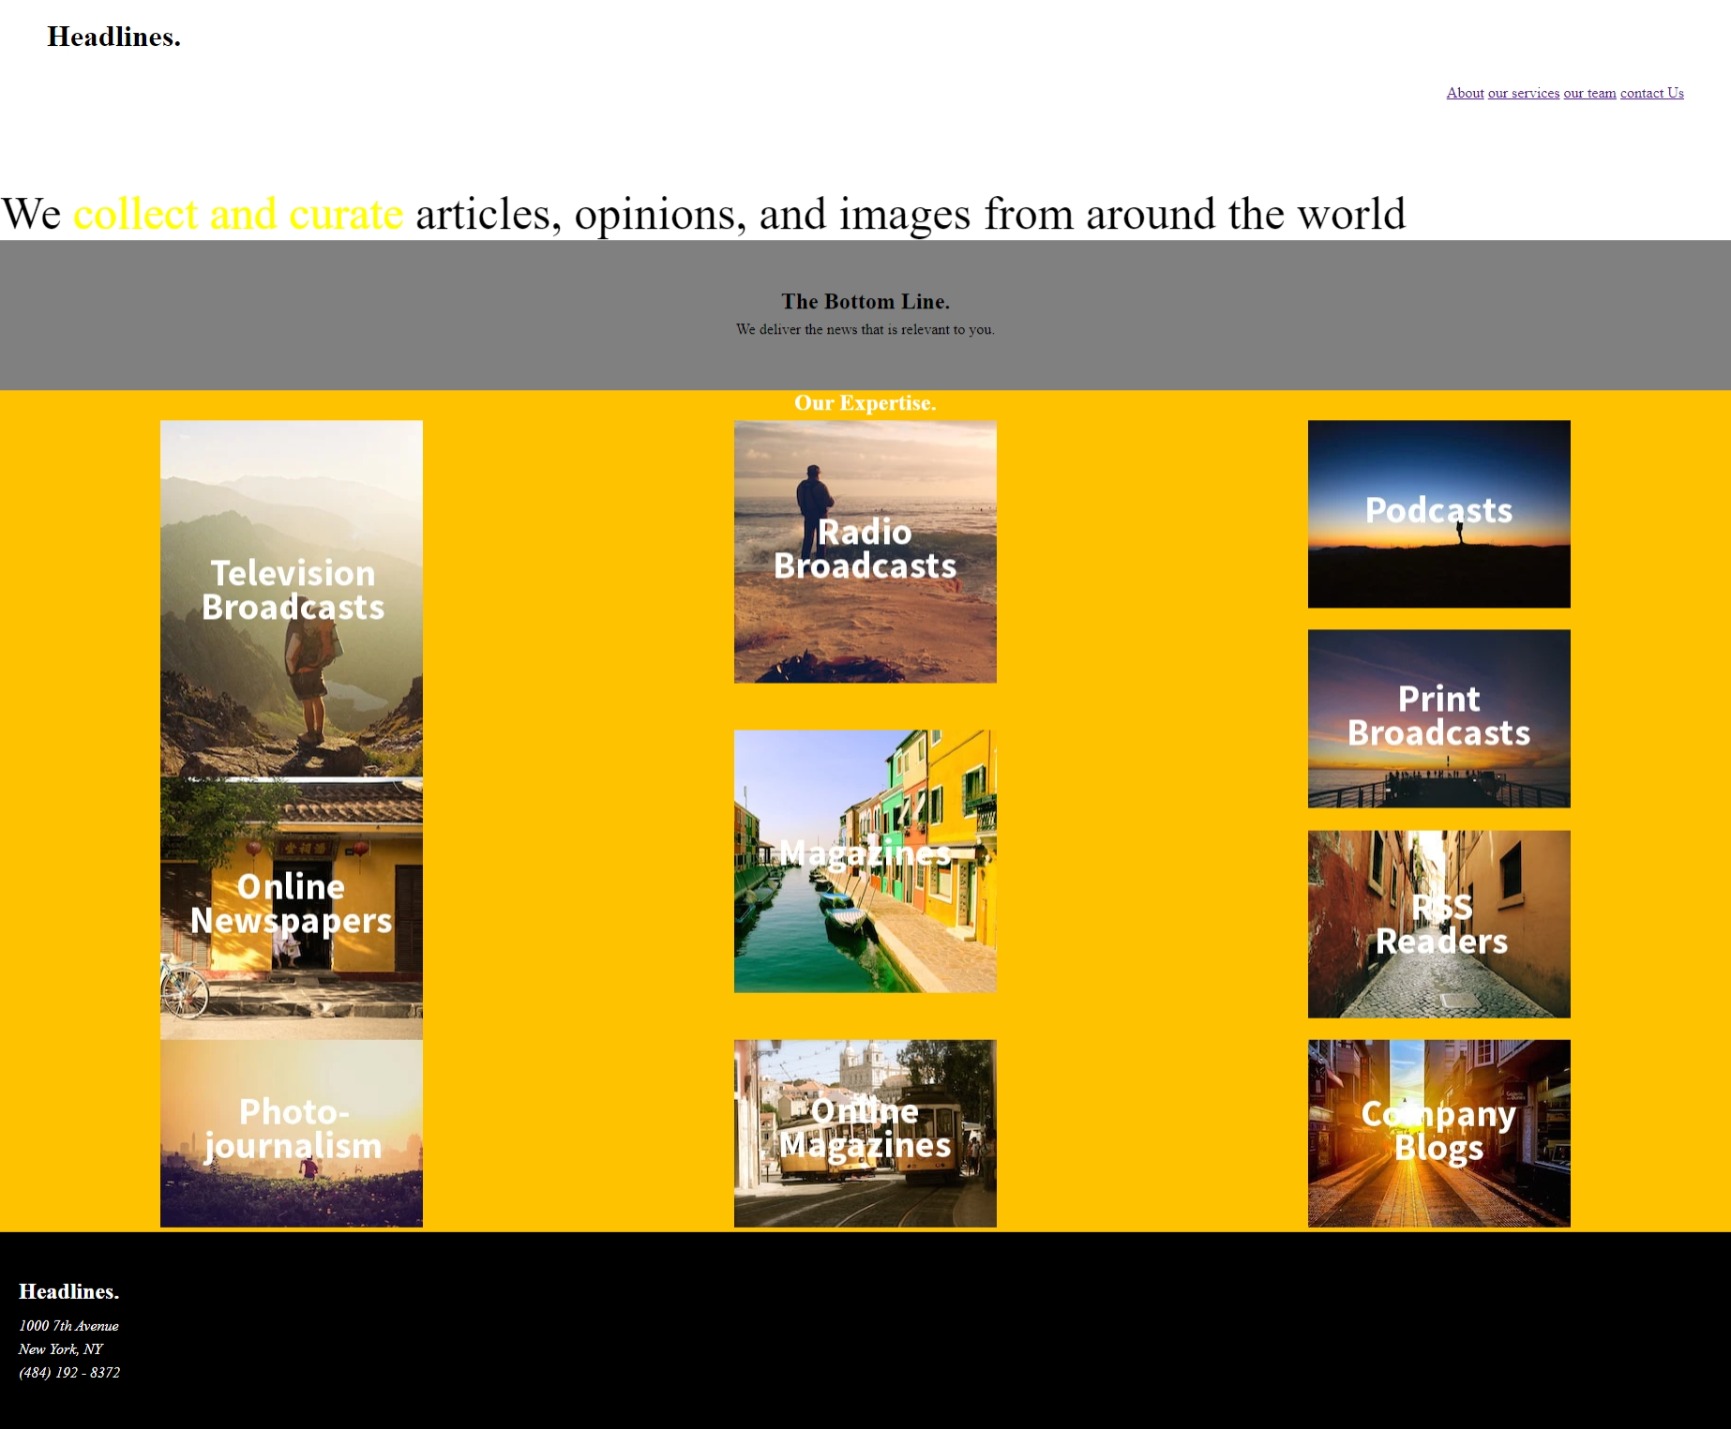 Headlines.
About our services our team contact Us
We collect and curate articles, opinions, and images from around the world
The Bottom Line.
We deliver the news that is relevant to you.
Our Expertise.
Television
Broadcasts
Online
Newspapers
Photo-
journalism
Radio
Broadcasts
Magazines
Online
Magazines
Podcasts
Print
Broadcasts
RSS
Readers
Company
Blogs
Headlines.
1000 7th Avenue
New York, NY
(484) 192 - 8372